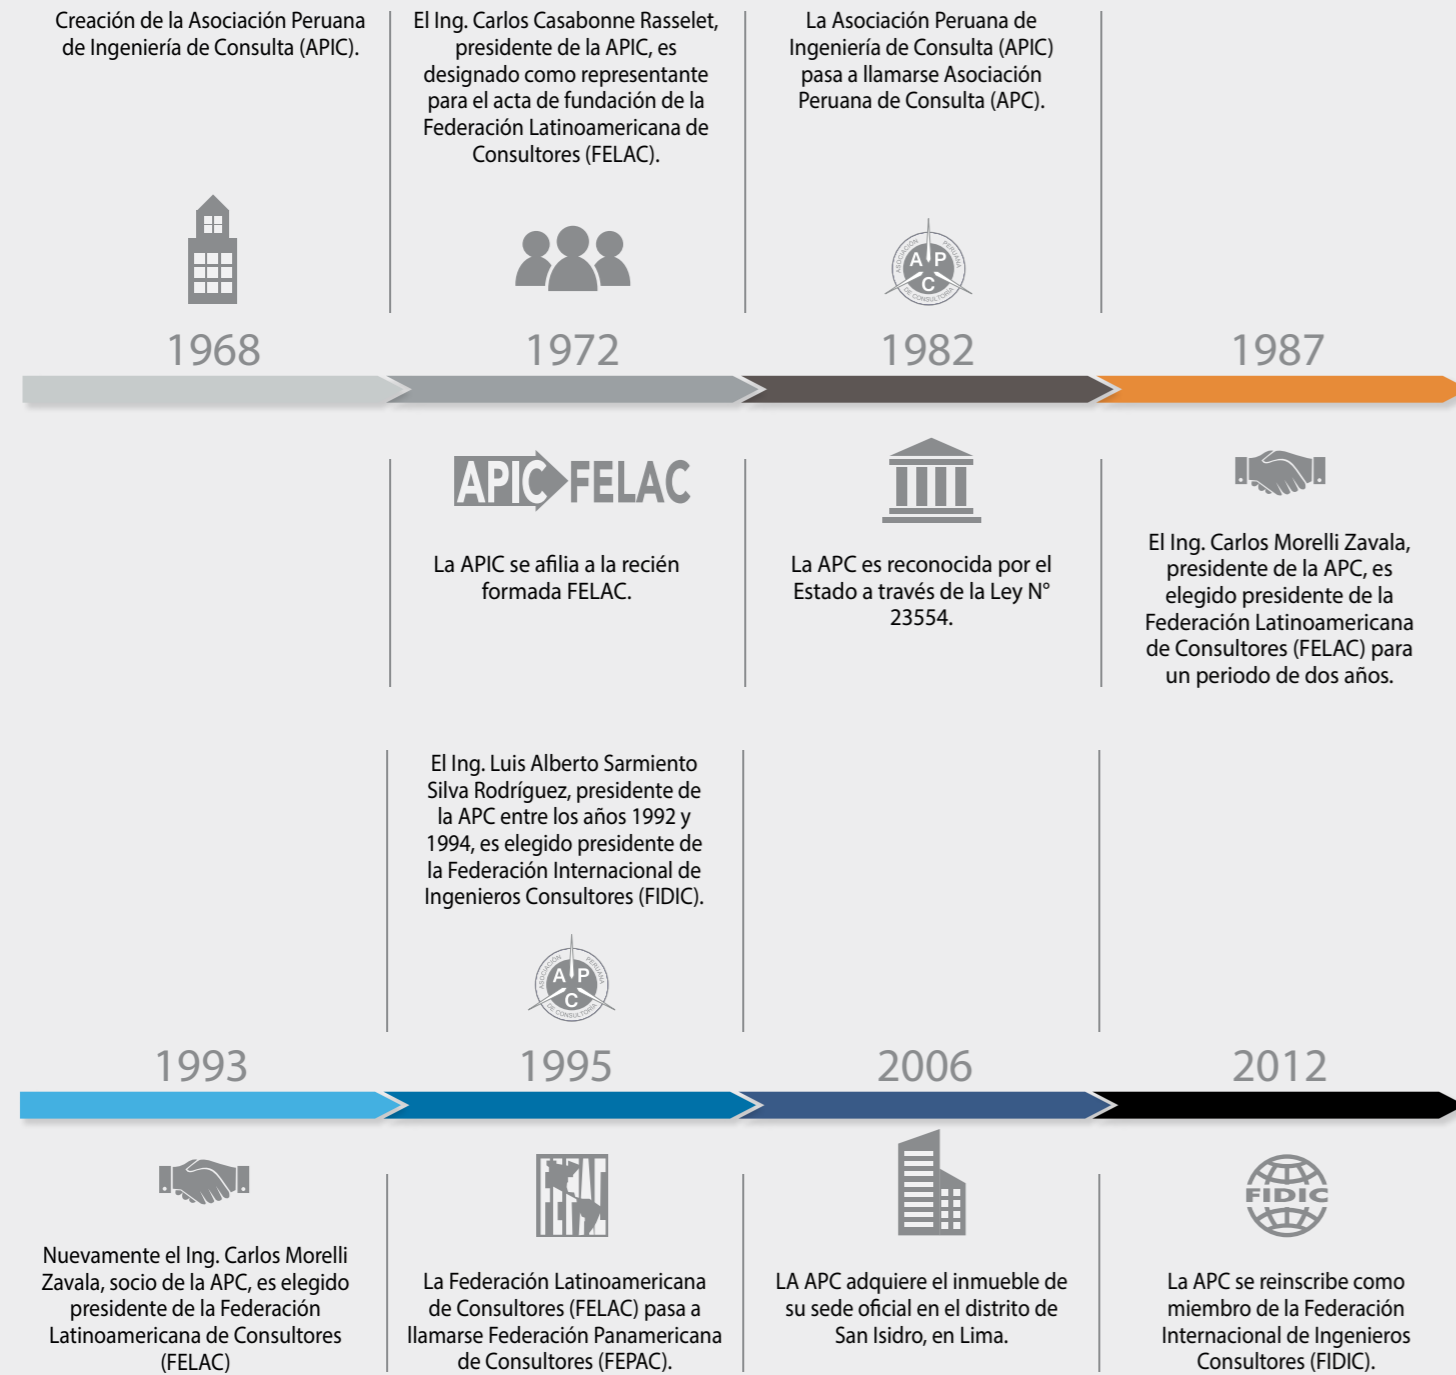 Creación de la Asociación Peruana
de Ingeniería de Consulta (APIC).
El Ing. Carlos Casabonne Rasselet,
presidente de la APIC, es
designado como representante
para el acta de fundación de la
Federación Latinoamericana de
Consultores (FELAC).
La Asociación Peruana de
Ingeniería de Consulta (APIC)
pasa a llamarse Asociación
Peruana de Consulta (APC).
ASOCIACIÓN PERUANA
A P
C
DE CONSULTORÍA
1968
1972
1982
1987
APIC FELAC
La APIC se afilia a la recién
formada FELAC.
La APC es reconocida por el
Estado a través de la Ley N°
23554.
El Ing. Carlos Morelli Zavala,
presidente de la APC, es
elegido presidente de la
Federación Latinoamericana
de Consultores (FELAC) para
un periodo de dos años.
El Ing. Luis Alberto Sarmiento
Silva Rodríguez, presidente de
la APC entre los años 1992 y
1994, es elegido presidente de
la Federación Internacional de
Ingenieros Consultores (FIDIC).
ASOCIACIÓN PERUANA
A P
C
DE CONSULTORÍA
1993
1995
2006
2012
Nuevamente el Ing. Carlos Morelli
Zavala, socio de la APC, es elegido
presidente de la Federación
Latinoamericana de Consultores
(FELAC)
La Federación Latinoamericana
de Consultores (FELAC) pasa a
llamarse Federación Panamericana
de Consultores (FEPAC).
LA APC adquiere el inmueble de
su sede oficial en el distrito de
San Isidro, en Lima.
FIDIC
La APC se reinscribe como
miembro de la Federación
Internacional de Ingenieros
Consultores (FIDIC).